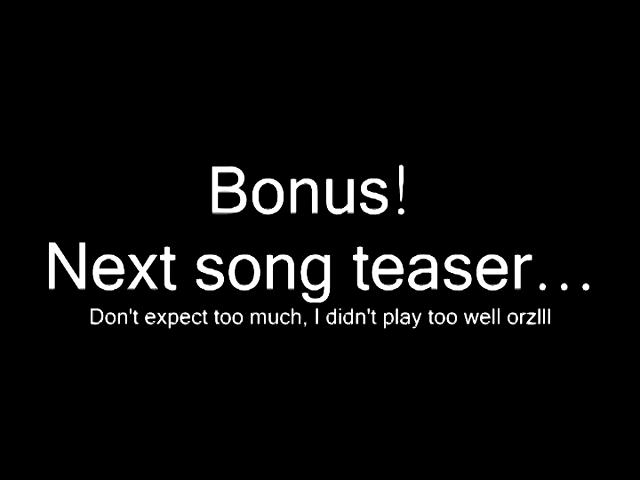 Bonus!
Next song teaser...
Don't expect too much, I didn't play too well orzlll